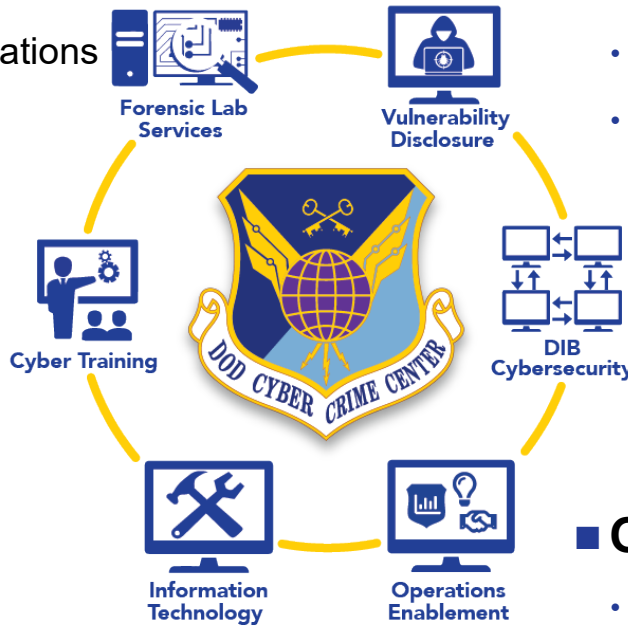 ations
Forensic Lab
Services
Vulnerability
Disclosure
Cyber Training
DIB
Cybersecurity
DOD CYBER CRIME CENTER
Information
Technology
Operations
Enablement